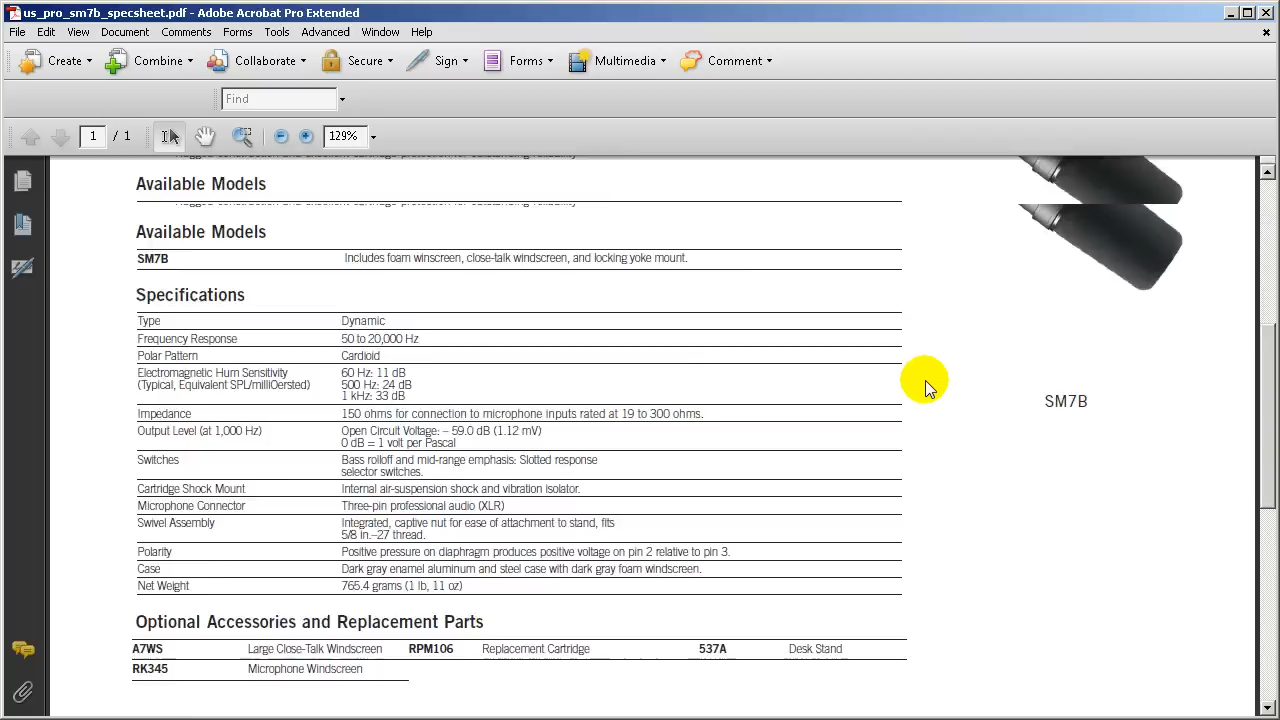 us_pro_sm7b_specsheet.pdf - Adobe Acrobat Pro Extended
File Edit View Document Comments Forms Tools Advanced Window Help
Create Combine Collaborate Secure Sign Forms Multimedia Comment
Find
1 / 1 129%
Available Models
Available Models
SM7B Includes foam winscreen, close-talk windscreen, and locking yoke mount.
Specifications
Type Dynamic
Frequency Response 50 to 20,000 Hz
Polar Pattern Cardioid
Electromagnetic Hum Sensitivity 60 Hz: 11 dB
(Typical, Equivalent SPL/milliOersted) 500 Hz: 24 dB
1 kHz: 33 dB
SM7B
Impedance 150 ohms for connection to microphone inputs rated at 19 to 300 ohms.
Output Level (at 1,000 Hz) Open Circuit Voltage: – 59.0 dB (1.12 mV)
0 dB = 1 volt per Pascal
Switches Bass rolloff and mid-range emphasis: Slotted response
selector switches.
Cartridge Shock Mount Internal air-suspension shock and vibration isolator.
Microphone Connector Three-pin professional audio (XLR)
Swivel Assembly Integrated, captive nut for ease of attachment to stand, fits
5/8 in.–27 thread.
Polarity Positive pressure on diaphragm produces positive voltage on pin 2 relative to pin 3.
Case Dark gray enamel aluminum and steel case with dark gray foam windscreen.
Net Weight 765.4 grams (1 lb, 11 oz)
Optional Accessories and Replacement Parts
A7WS Large Close-Talk Windscreen RPM106 Replacement Cartridge 537A Desk Stand
RK345 Microphone Windscreen